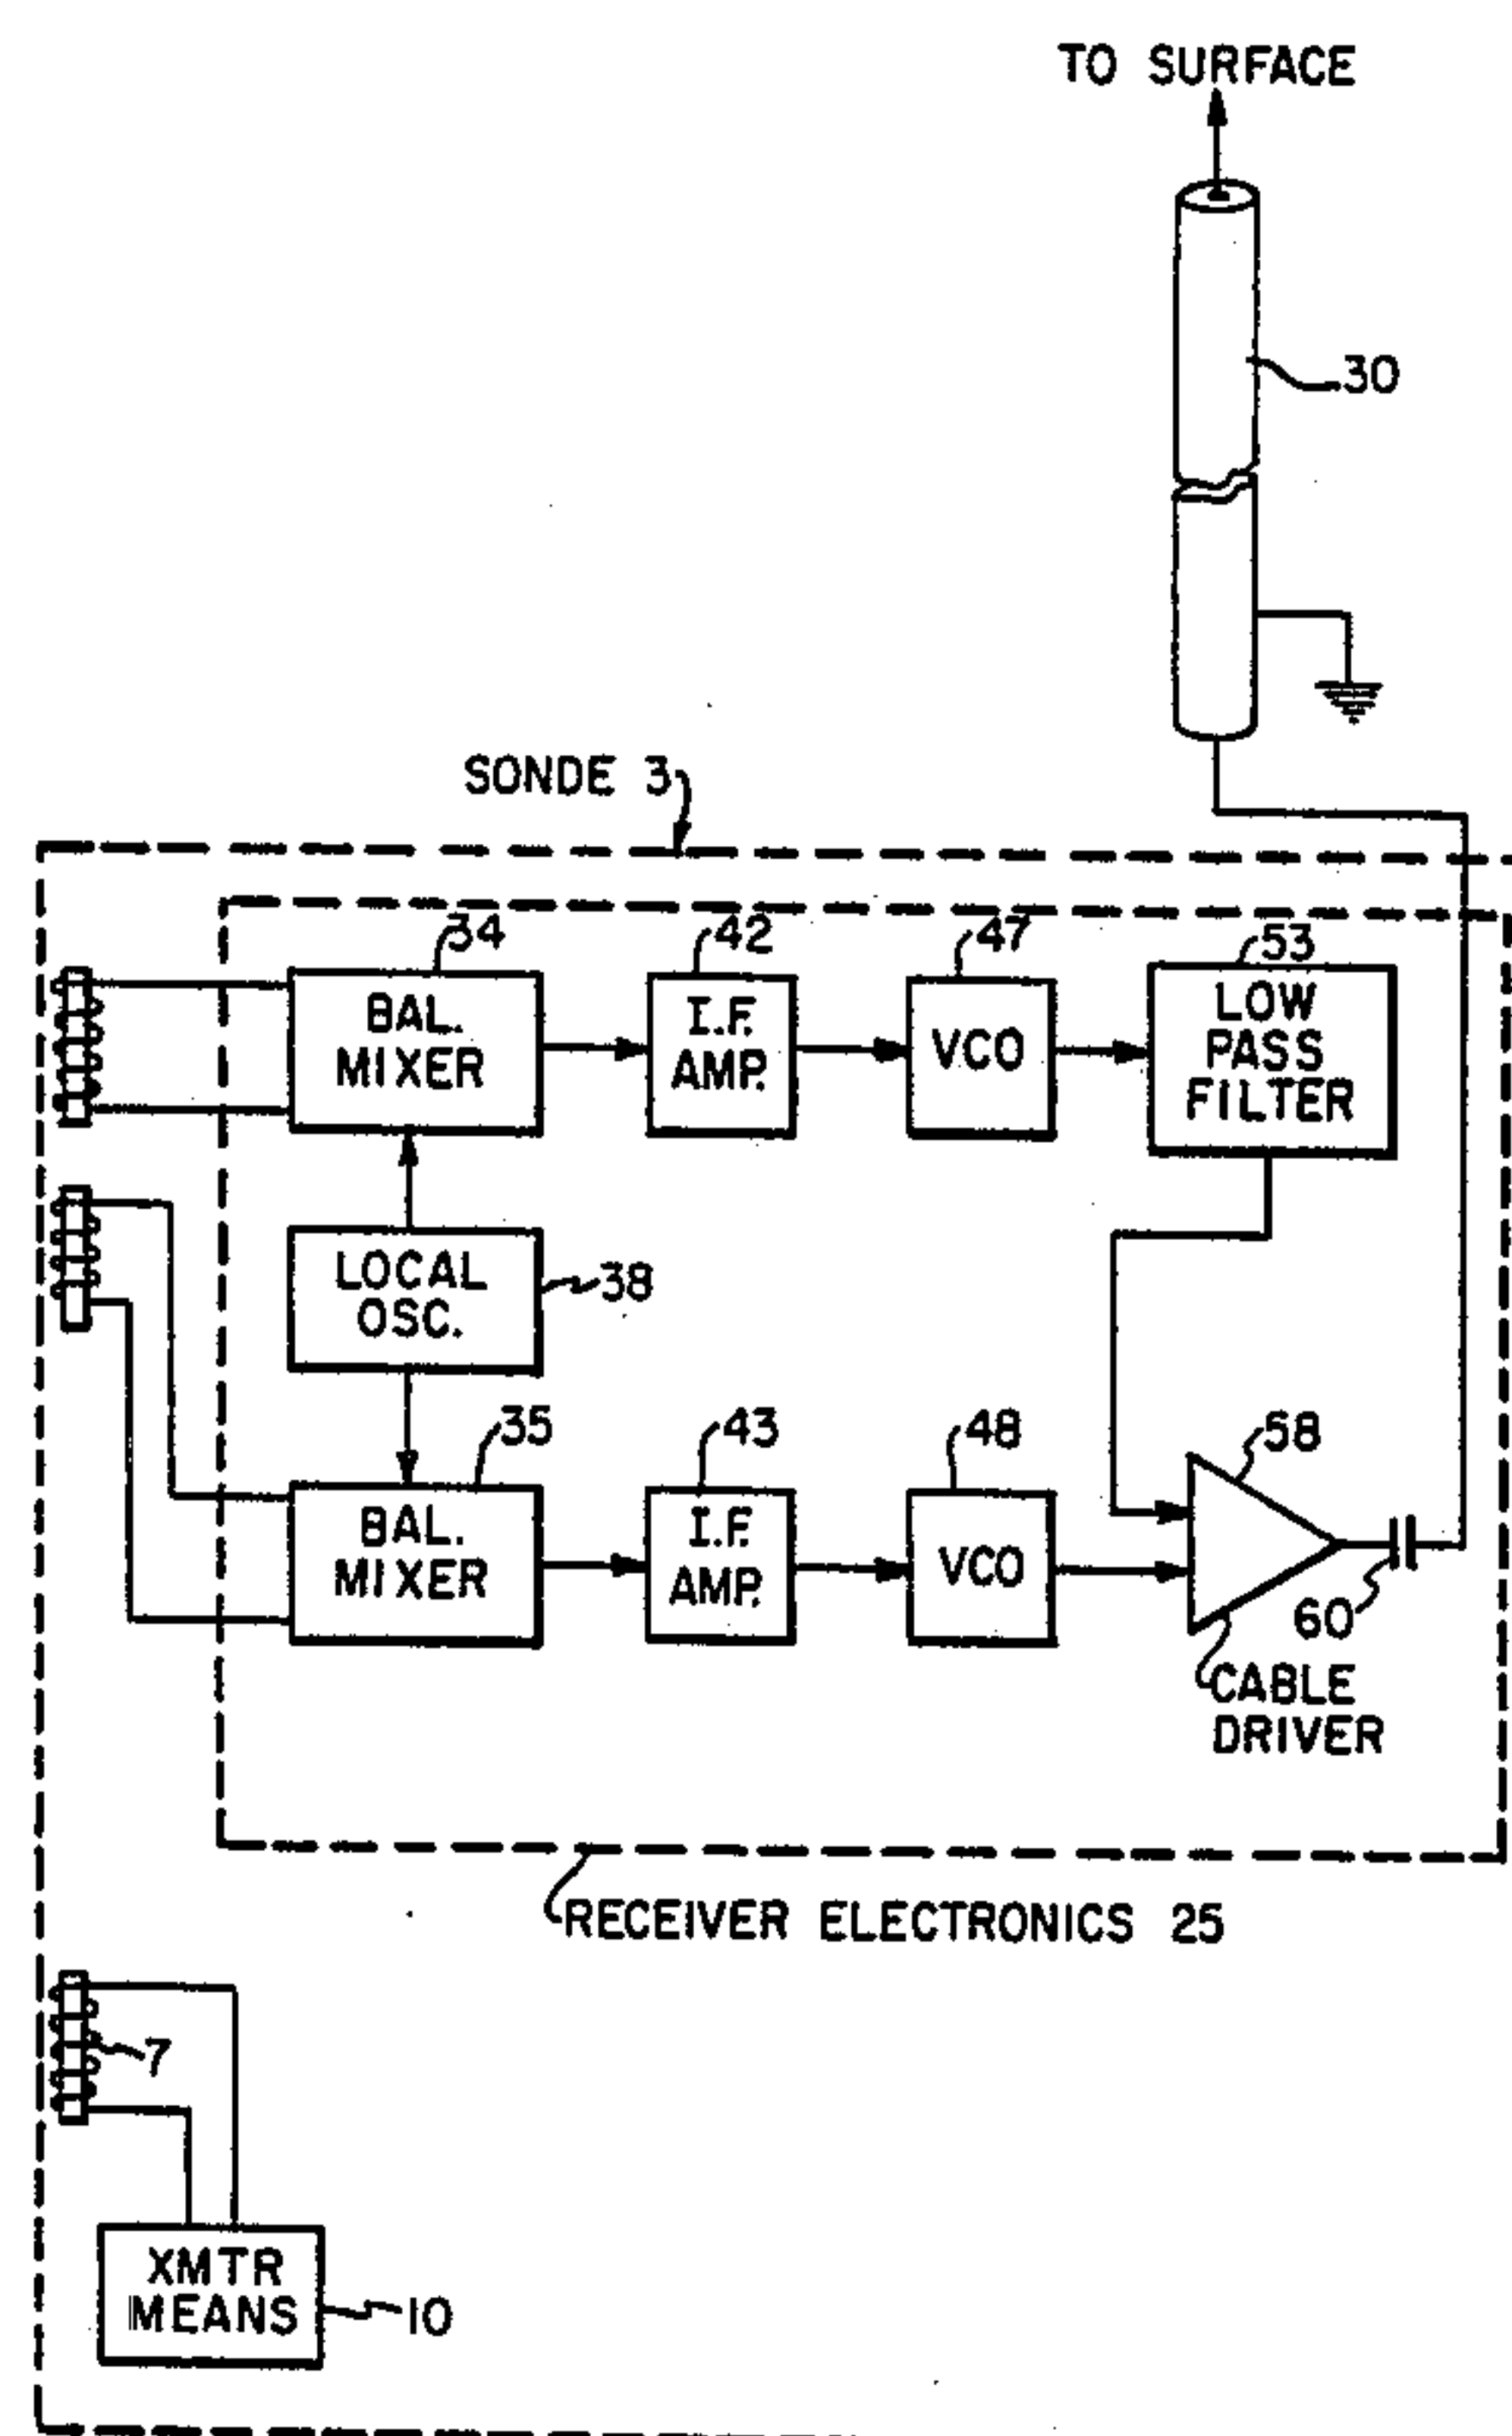 TO SURFACE
30
SONDE 3
34
42
47
53
BAL.
MIXER
I.F.
AMP.
VCO
LOW
PASS
FILTER
LOCAL
OSC.
38
35
43
48
58
BAL.
MIXER
I.F.
AMP.
VCO
60
CABLE
DRIVER
RECEIVER ELECTRONICS 25
7
XMTR
MEANS
10